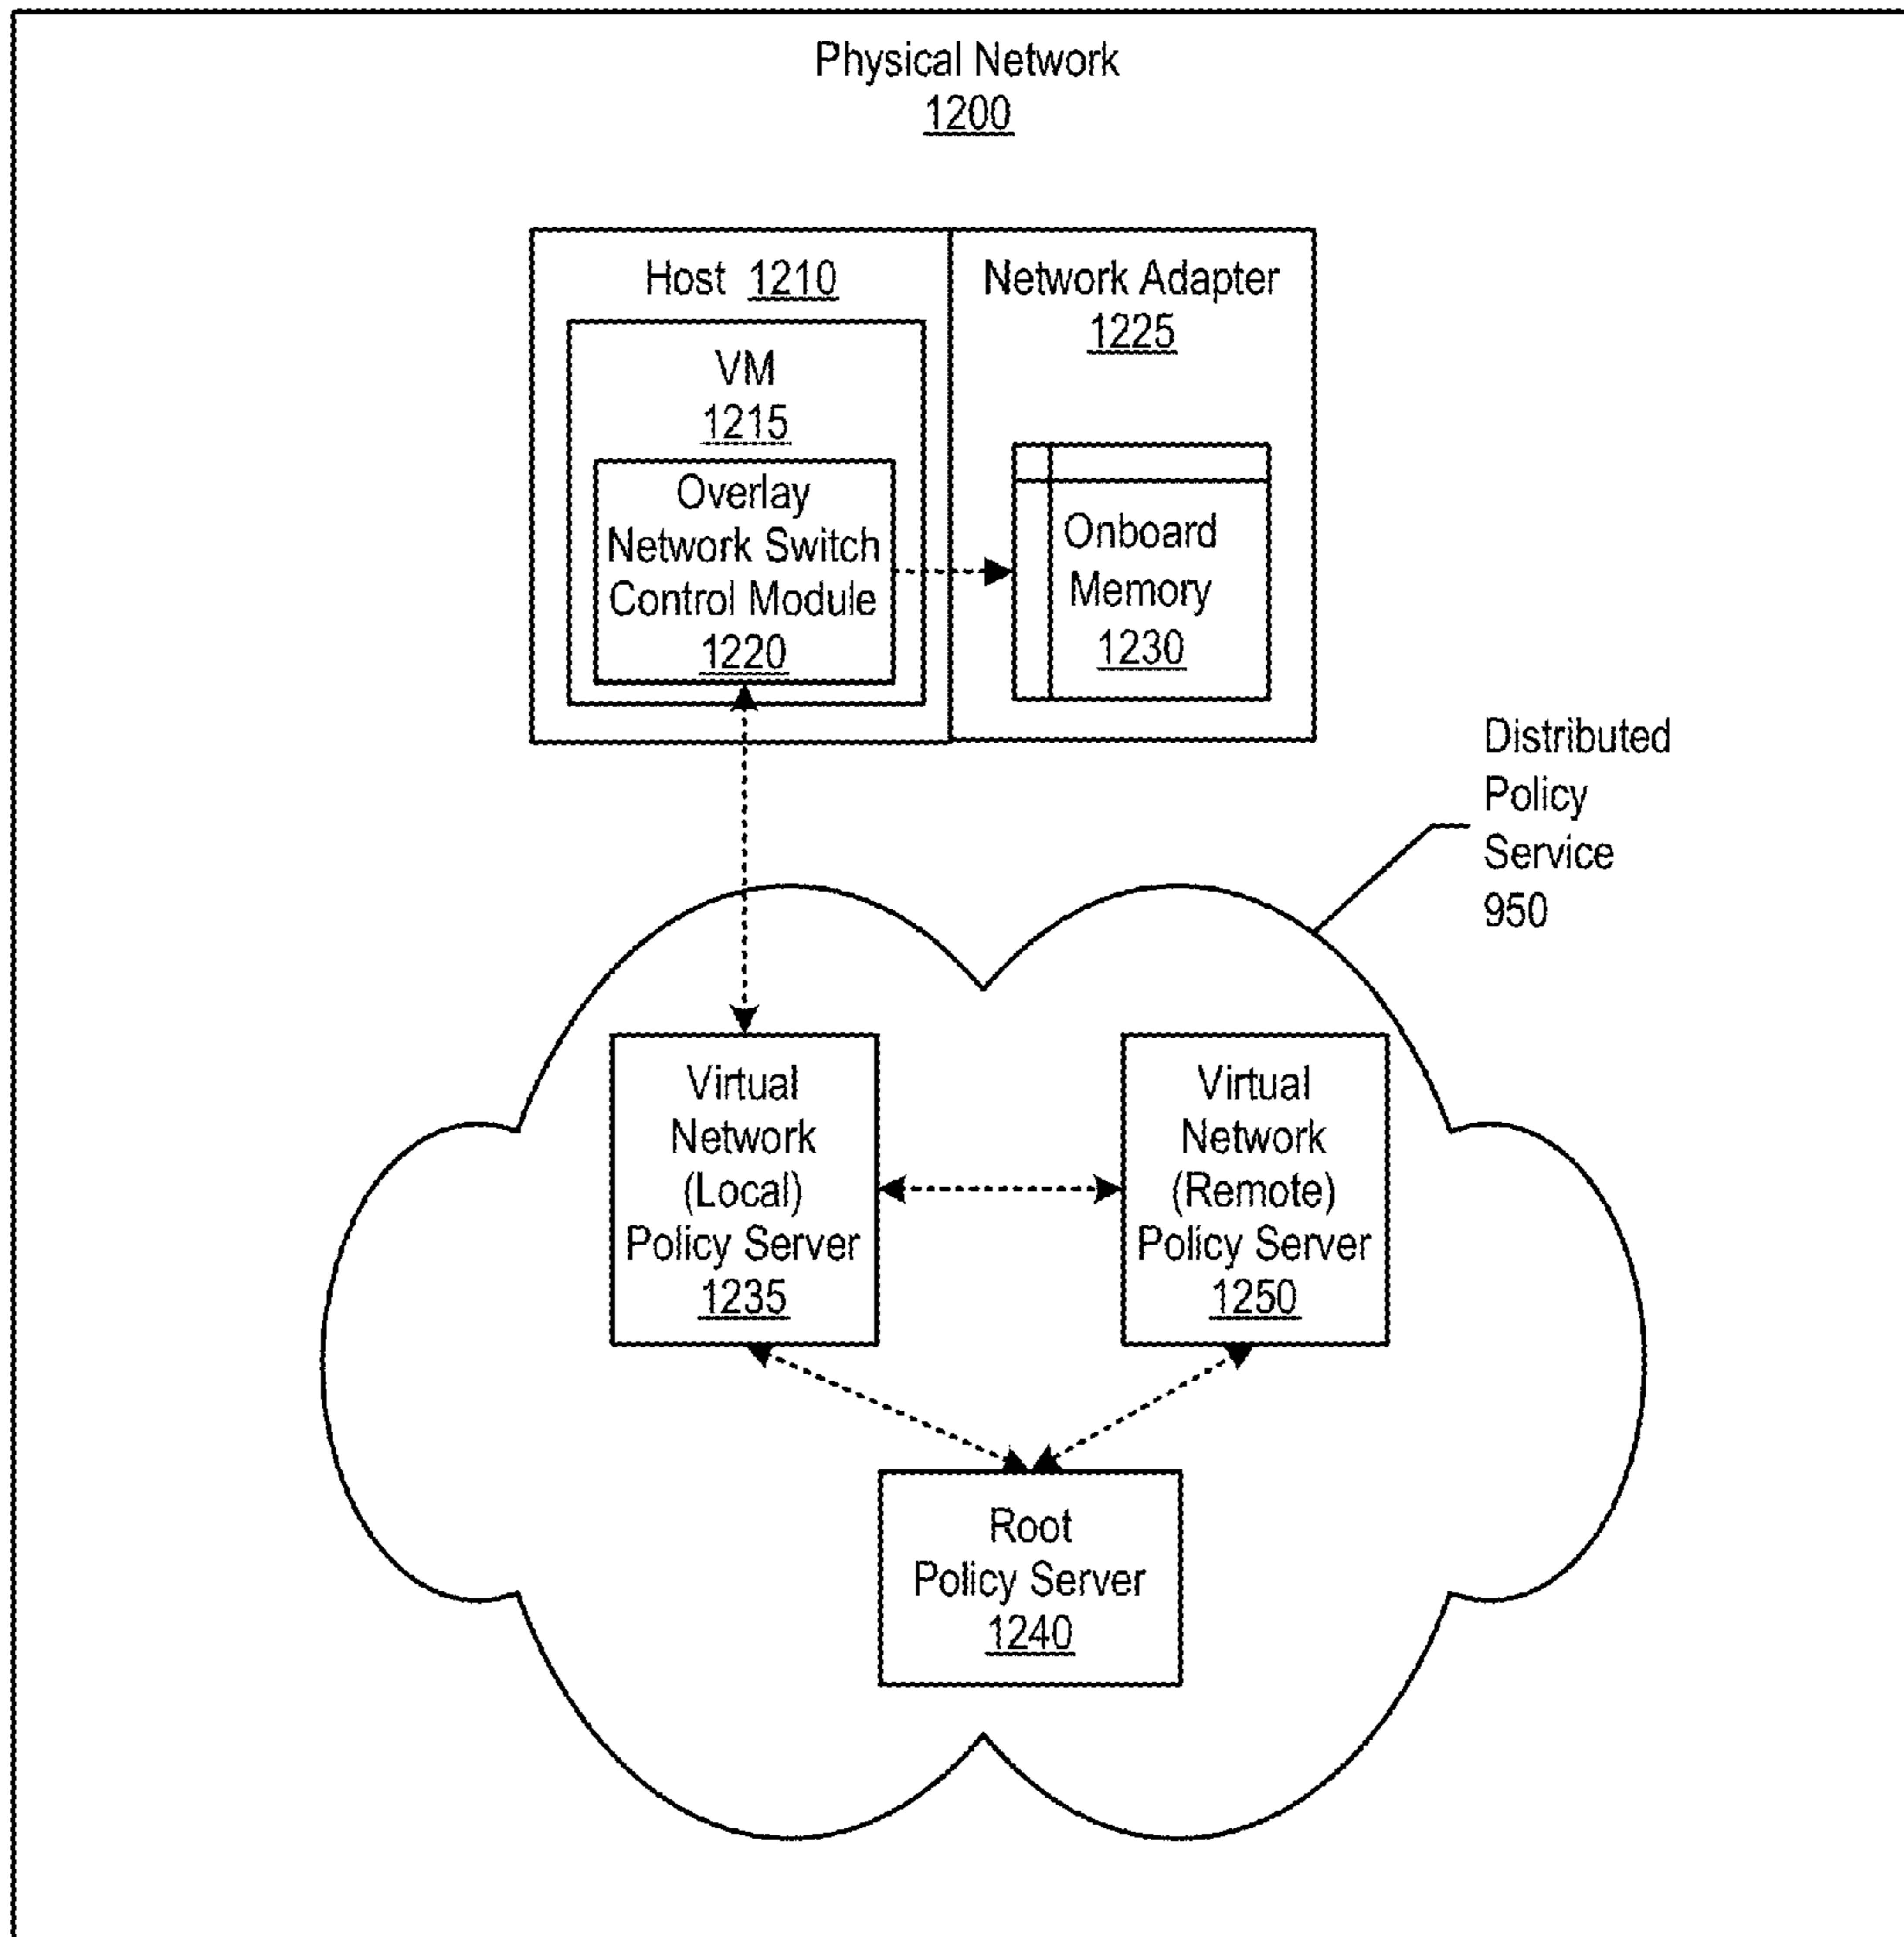 Physical Network
1200
Host 1210
Network Adapter
1225
VM
1215
Overlay
Network Switch
Control Module
1220
Onboard
Memory
1230
Distributed
Policy
Service
950
Virtual
Network
(Local)
Policy Server
1235
Virtual
Network
(Remote)
Policy Server
1250
Root
Policy Server
1240